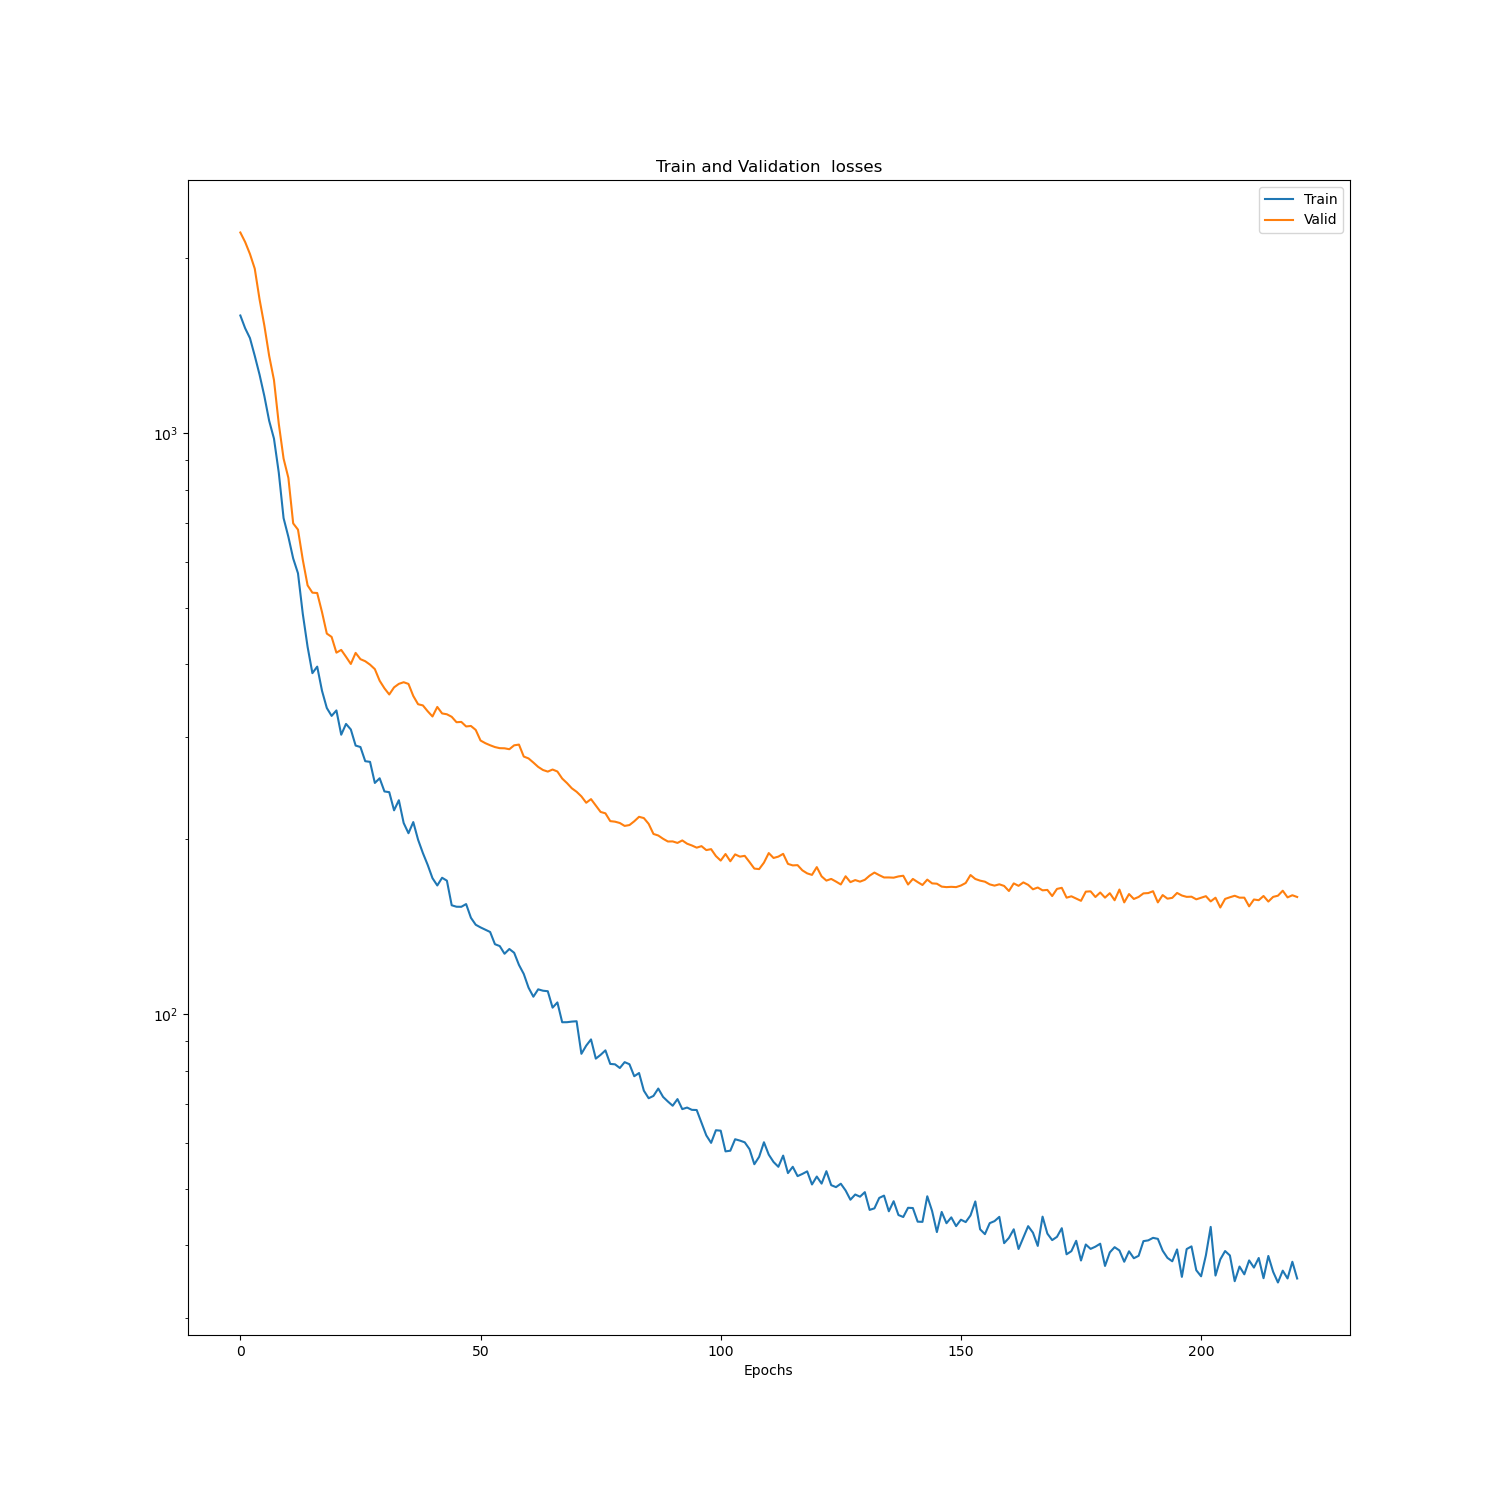 Train and Validation  losses
Train
Valid
10³
10²
0 50 100 150 200
Epochs